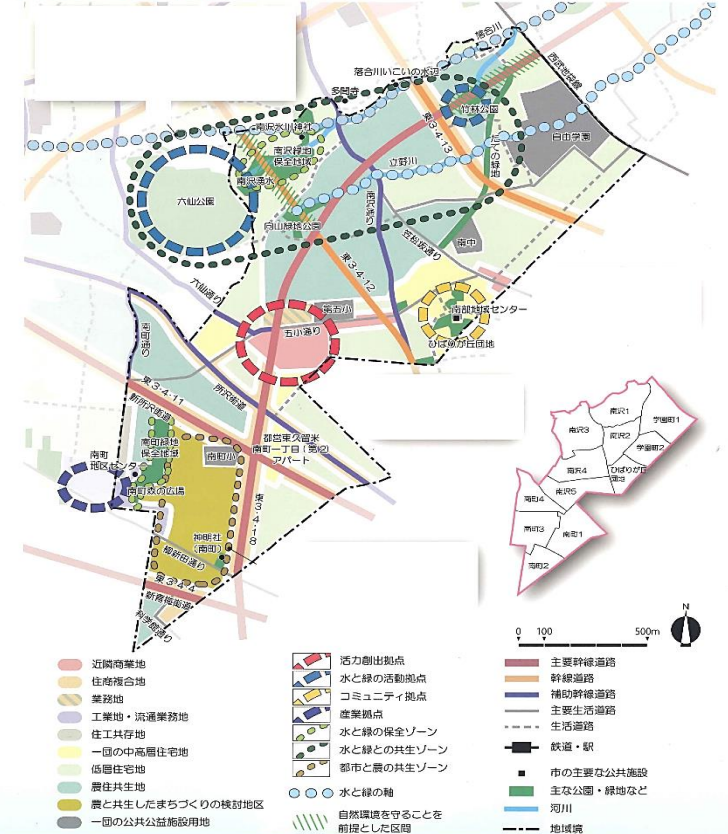 落合川
西武池袋線
落合川いこいの水辺
多聞寺
竹林公園
南沢氷川神社
自由学園
東3・4・13
南沢緑地
保全地域
立野川
たての緑地
南沢湧水
六仙公園
南沢通り
向山緑地公園
南中
笠松坂通り
東3・4・12
六仙通り
第五小
南部地域センター
五小通り
ひばりが丘団地
南町通り
所沢街道
東3・4・11
新所沢街道
都営東久留米
南町一丁目(第2)
アパート
南町緑地
保全地域
南町小
南町
地区センター
南町森の広場
東3・4・18
神明社
(南町)
柳新田通り
東3・4・4
新青梅街道
科学館通り
南沢1
学園町1
南沢3
南沢2
学園町2
南沢4
ひばりが丘
団地
南沢5
南町4
南町3
南町1
南町2
N
0 100 500m
近隣商業地
住商複合地
業務地
工業地・流通業務地
住工共存地
一団の中高層住宅地
低層住宅地
農住共生地
農と共生したまちづくりの検討地区
一団の公共公益施設用地
活力創出拠点
水と緑の活動拠点
コミュニティ拠点
産業拠点
水と緑の保全ゾーン
水と緑との共生ゾーン
都市と農の共生ゾーン
水と緑の軸
自然環境を守ることを
前提とした区間
主要幹線道路
幹線道路
補助幹線道路
主要生活道路
生活道路
鉄道・駅
市の主要な公共施設
主な公園・緑地など
河川
地域境